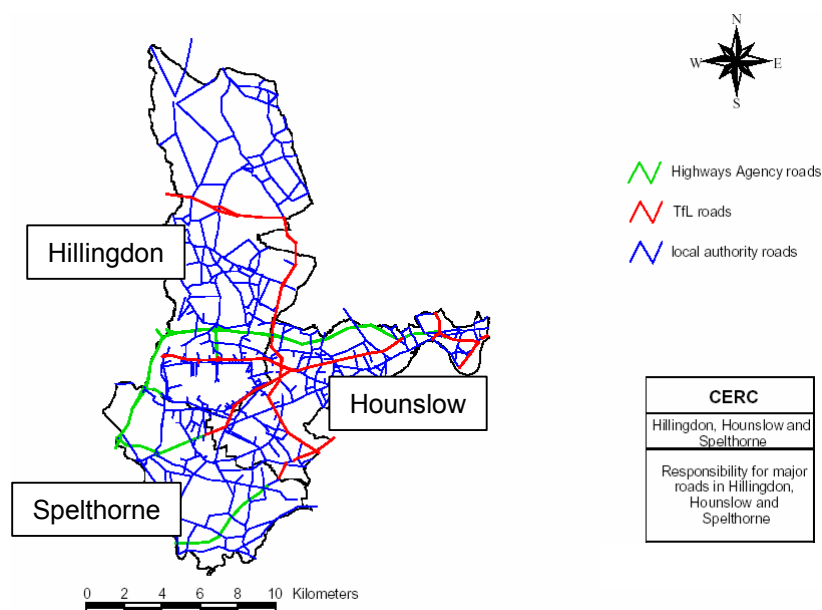 N
W E
S
Highways Agency roads
TfL roads
local authority roads
Hillingdon
Hounslow
Spelthorne
CERC
Hillingdon, Hounslow and
Spelthorne
Responsibility for major
roads in Hillingdon,
Hounslow and
Spelthorne
0 2 4 6 8 10 Kilometers